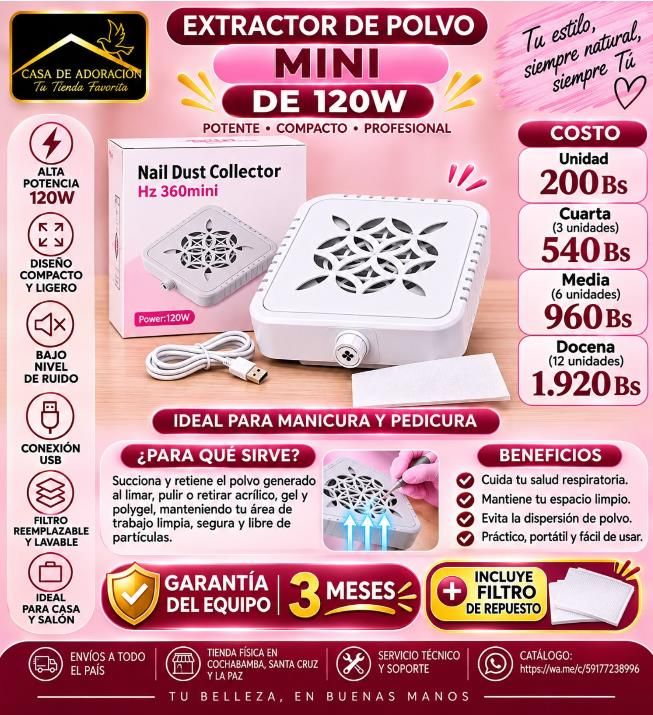 CASA DE ADORACIÓN
Tu Tienda Favorita
EXTRACTOR DE POLVO
MINI
DE 120W
POTENTE • COMPACTO • PROFESIONAL
Tu estilo,
siempre natural,
siempre Tú
ALTA
POTENCIA
120W
DISEÑO
COMPACTO
Y LIGERO
BAJO
NIVEL
DE RUIDO
CONEXIÓN
USB
FILTRO
REEMPLAZABLE
Y LAVABLE
IDEAL
PARA CASA
Y SALÓN
Nail Dust Collector
Hz 360mini
Power:120W
COSTO
Unidad
200 Bs
Cuarta
(3 unidades)
540 Bs
Media
(6 unidades)
960 Bs
Docena
(12 unidades)
1.920 Bs
IDEAL PARA MANICURA Y PEDICURA
¿PARA QUÉ SIRVE?
Succiona y retiene el polvo generado
al limar, pulir o retirar acrílico, gel y
polygel, manteniendo tu área de
trabajo limpia, segura y libre de
partículas.
BENEFICIOS
Cuida tu salud respiratoria.
Mantiene tu espacio limpio.
Evita la dispersión de polvo.
Práctico, portátil y fácil de usar.
GARANTÍA
DEL EQUIPO
3 MESES
+ INCLUYE
FILTRO
DE REPUESTO
ENVÍOS A TODO
EL PAÍS
TIENDA FÍSICA EN
COCHABAMBA, SANTA CRUZ
Y LA PAZ
SERVICIO TÉCNICO
Y SOPORTE
CATÁLOGO:
https://wa.me/c/59177238996
TU BELLEZA, EN BUENAS MANOS